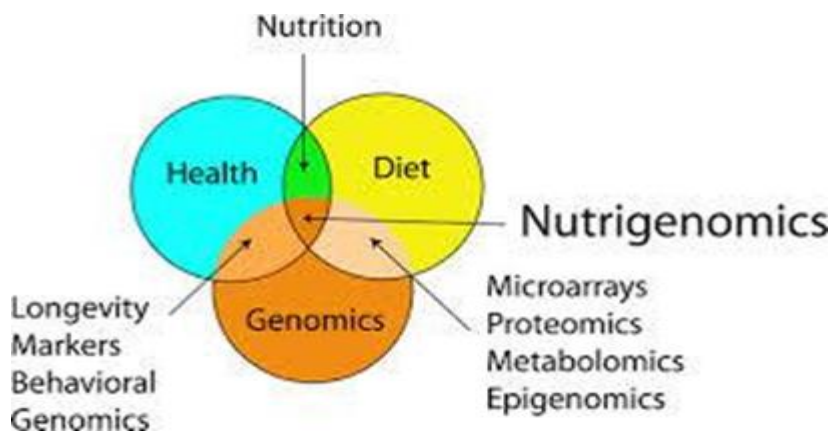 Nutrition
Health
Diet
Nutrigenomics
Genomics
Longevity
Markers
Behavioral
Genomics
Microarrays
Proteomics
Metabolomics
Epigenomics